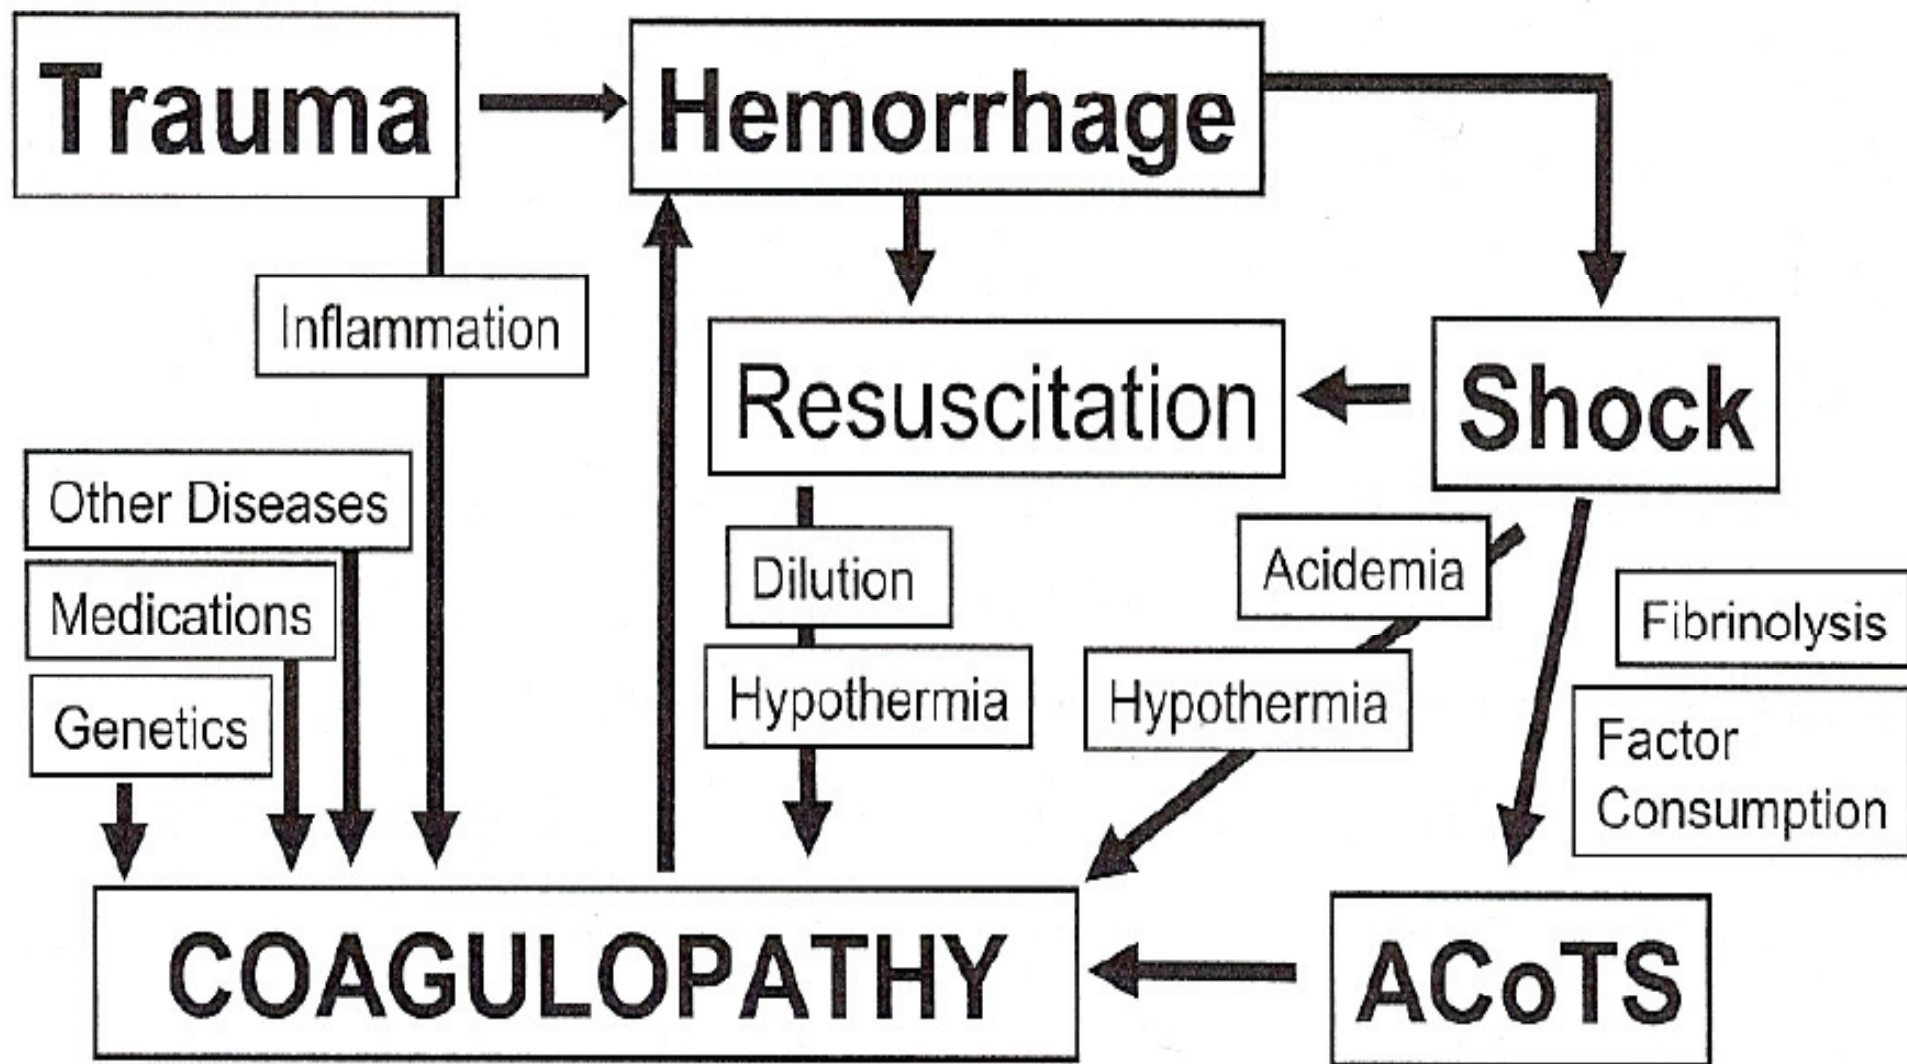 Trauma
Hemorrhage
Inflammation
Resuscitation
Shock
Other Diseases
Medications
Genetics
Dilution
Hypothermia
Acidemia
Hypothermia
Fibrinolysis
Factor
Consumption
COAGULOPATHY
ACoTS